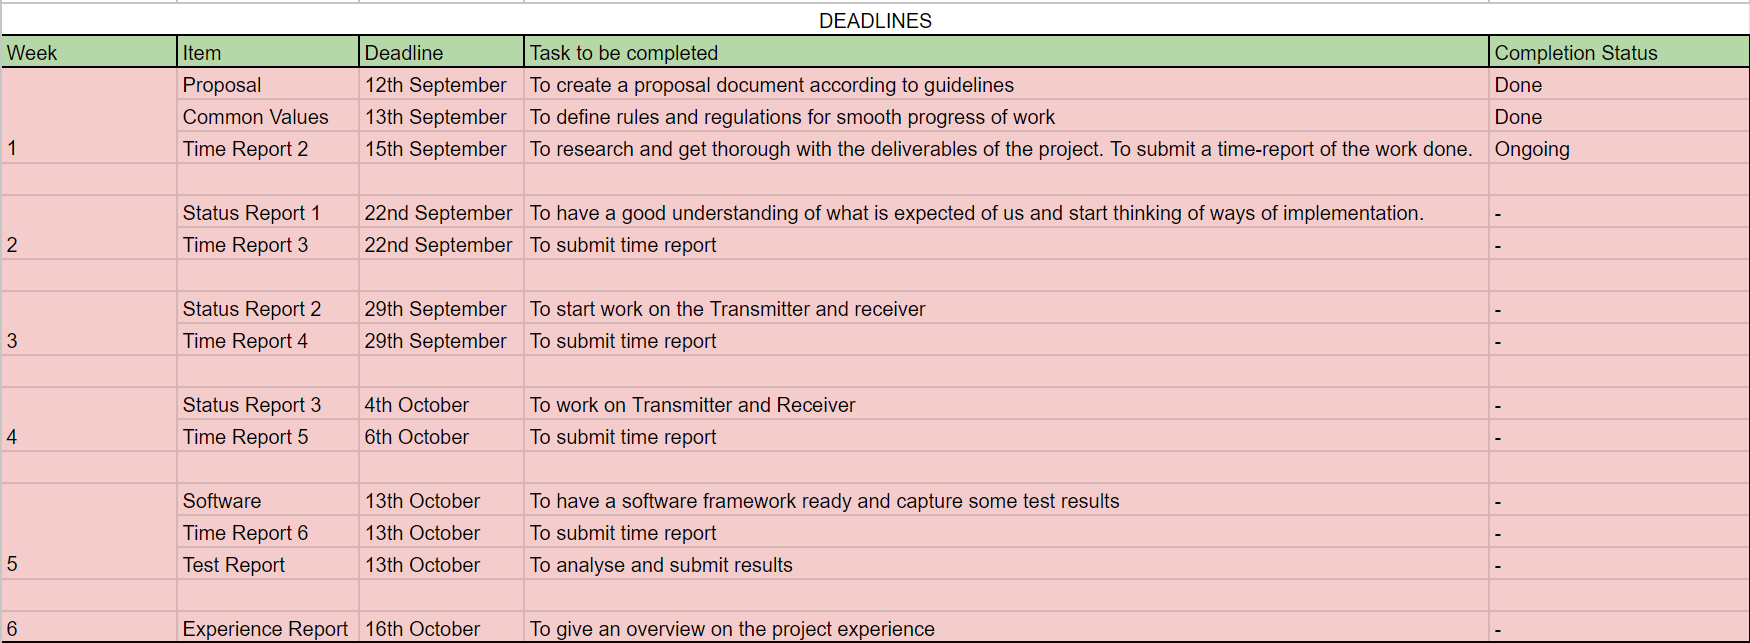 DEADLINES
Week Item Deadline Task to be completed Completion Status
Proposal 12th September To create a proposal document according to guidelines Done
Common Values 13th September To define rules and regulations for smooth progress of work Done
1 Time Report 2 15th September To research and get thorough with the deliverables of the project. To submit a time-report of the work done. Ongoing
Status Report 1 22nd September To have a good understanding of what is expected of us and start thinking of ways of implementation. -
2 Time Report 3 22nd September To submit time report -
Status Report 2 29th September To start work on the Transmitter and receiver -
3 Time Report 4 29th September To submit time report -
Status Report 3 4th October To work on Transmitter and Receiver -
4 Time Report 5 6th October To submit time report -
Software 13th October To have a software framework ready and capture some test results -
Time Report 6 13th October To submit time report -
5 Test Report 13th October To analyse and submit results -
6 Experience Report 16th October To give an overview on the project experience -